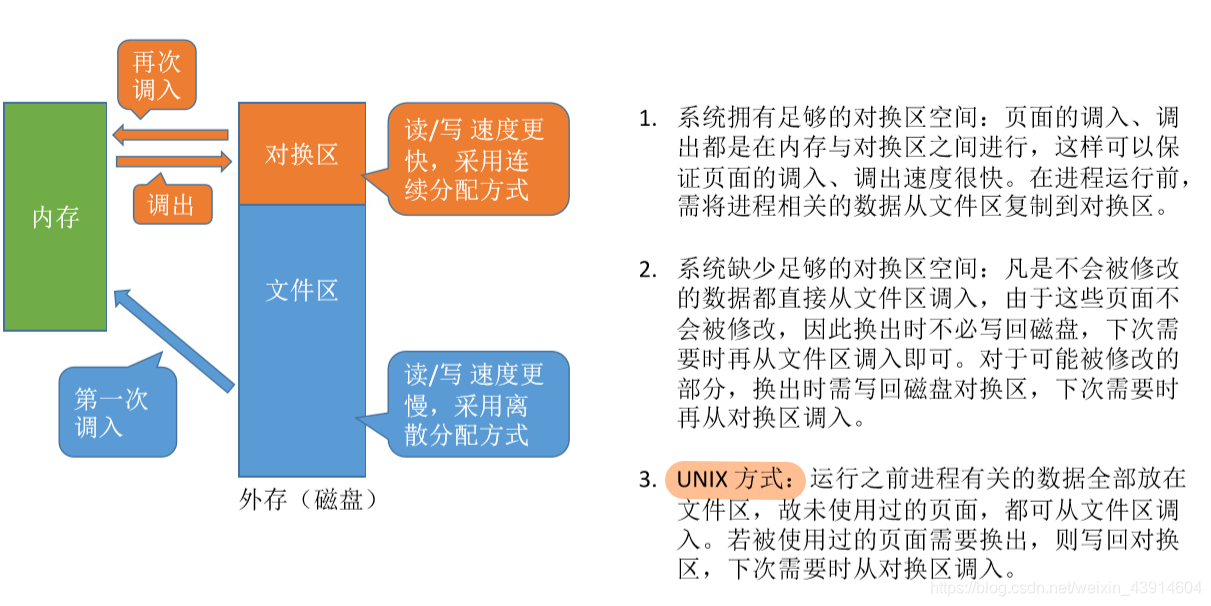 再次
调入
内存
调出
第一次
调入
对换区
文件区
外存（磁盘）
读/写 速度更
快，采用连
续分配方式
读/写 速度更
慢，采用离
散分配方式
1. 系统拥有足够的对换区空间：页面的调入、调
出都是在内存与对换区之间进行，这样可以保
证页面的调入、调出速度很快。在进程运行前，
需将进程相关的数据从文件区复制到对换区。
2. 系统缺少足够的对换区空间：凡是不会被修改
的数据都直接从文件区调入，由于这些页面不
会被修改，因此换出时不必写回磁盘，下次需
要时再从文件区调入即可。对于可能被修改的
部分，换出时需写回磁盘对换区，下次需要时
再从对换区调入。
3. UNIX 方式：运行之前进程有关的数据全部放在
文件区，故未使用过的页面，都可从文件区调
入。若被使用过的页面需要换出，则写回对换
区，下次需要时从对换区调入。
https://blog.csdn.net/weixin_43914604